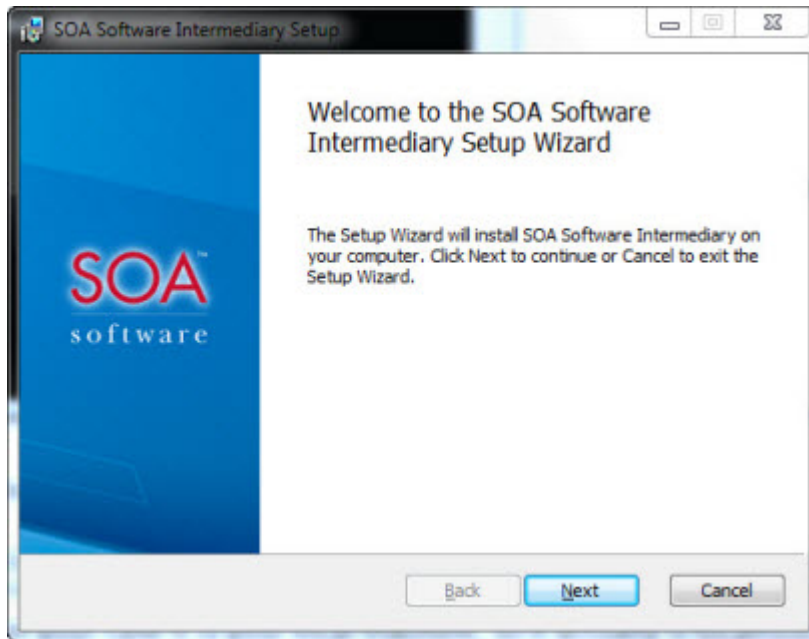 SOA Software Intermediary Setup
Welcome to the SOA Software
Intermediary Setup Wizard
The Setup Wizard will install SOA Software Intermediary on
your computer. Click Next to continue or Cancel to exit the
Setup Wizard.
SOA™
software
Back
Next
Cancel